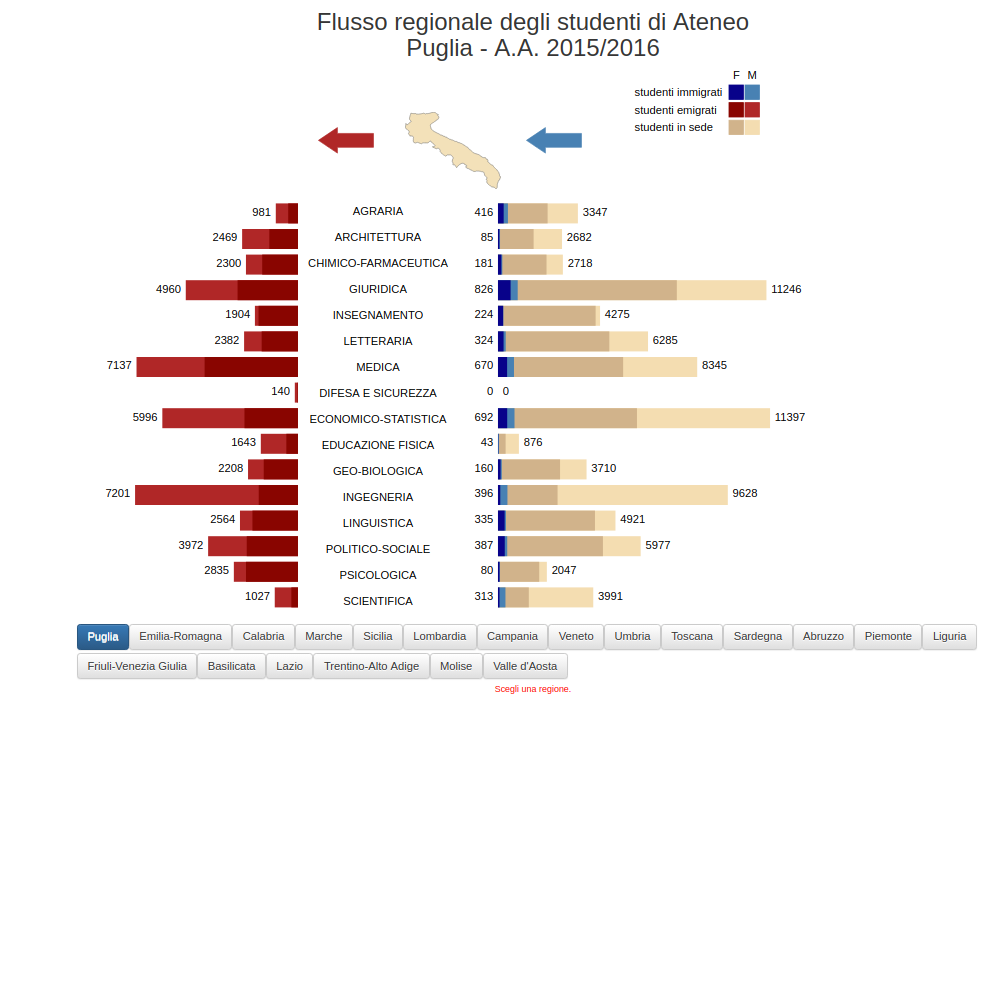 Flusso regionale degli studenti di Ateneo
Puglia - A.A. 2015/2016
F M
studenti immigrati
studenti emigrati
studenti in sede
981 AGRARIA 416 3347
2469 ARCHITETTURA 85 2682
2300 CHIMICO-FARMACEUTICA 181 2718
4960 GIURIDICA 826 11246
1904 INSEGNAMENTO 224 4275
2382 LETTERARIA 324 6285
7137 MEDICA 670 8345
140 DIFESA E SICUREZZA 0 0
5996 ECONOMICO-STATISTICA 692 11397
1643 EDUCAZIONE FISICA 43 876
2208 GEO-BIOLOGICA 160 3710
7201 INGEGNERIA 396 9628
2564 LINGUISTICA 335 4921
3972 POLITICO-SOCIALE 387 5977
2835 PSICOLOGICA 80 2047
1027 SCIENTIFICA 313 3991
Puglia Emilia-Romagna Calabria Marche Sicilia Lombardia Campania Veneto Umbria Toscana Sardegna Abruzzo Piemonte Liguria
Friuli-Venezia Giulia Basilicata Lazio Trentino-Alto Adige Molise Valle d'Aosta
Scegli una regione.